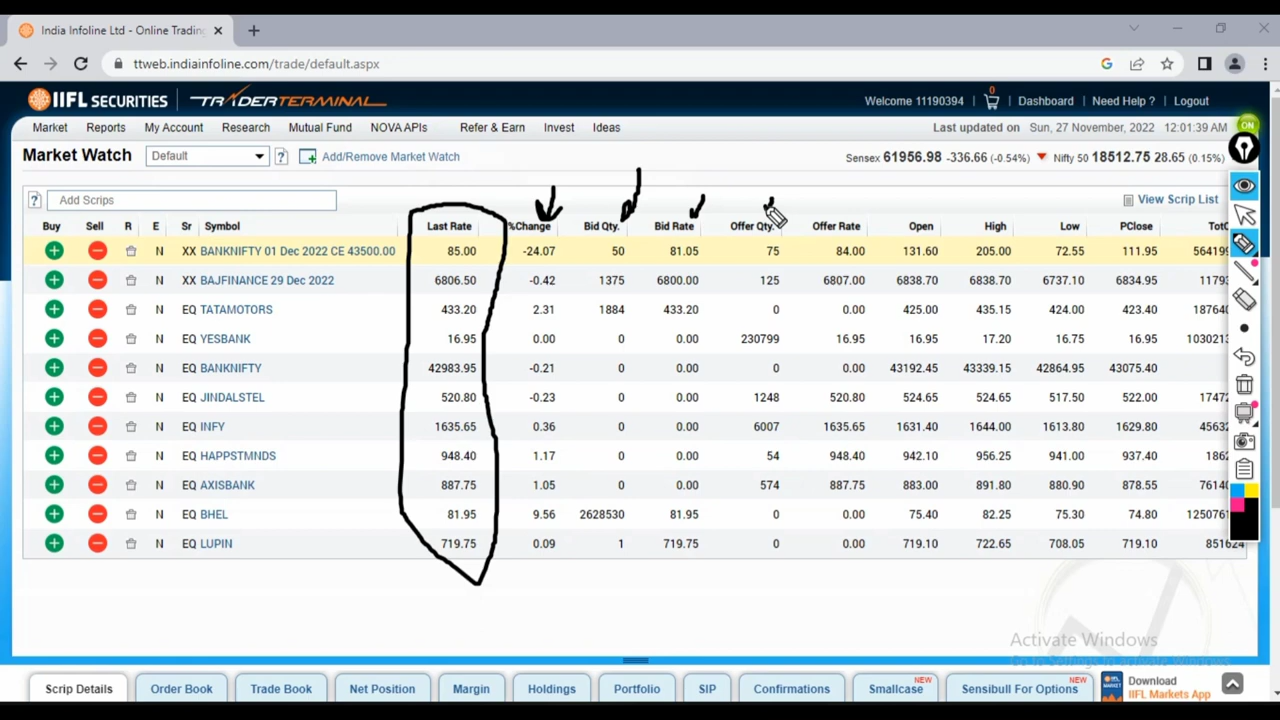 India Infoline Ltd - Online Trading
ttweb.indiainfoline.com/trade/default.aspx
IIFL SECURITIES TRADER TERMINAL Welcome 11190394 0 Dashboard Need Help ? Logout
Market Reports My Account Research Mutual Fund NOVA APIs Refer & Earn Invest Ideas Last updated on Sun, 27 November, 2022 12:01:39 AM ON
Market Watch Default ? Add/Remove Market Watch Sensex 61956.98 -336.66 (-0.54%) Nifty 50 18512.75 28.65 (0.15%)
? Add Scrips View Scrip List
Buy Sell R E Sr Symbol Last Rate %Change Bid Qty. Bid Rate Offer Qty. Offer Rate Open High Low PClose
N XX BANKNIFTY 01 Dec 2022 CE 43500.00 85.00 -24.07 50 81.05 75 84.00 131.60 205.00 72.55 111.95 564199
N XX BAJFINANCE 29 Dec 2022 6806.50 -0.42 1375 6800.00 125 6807.00 6838.70 6838.70 6737.10 6834.95 11793
N EQ TATAMOTORS 433.20 2.31 1884 433.20 0 0.00 425.00 435.15 424.00 423.40 187640
N EQ YESBANK 16.95 0.00 0 0.00 230799 16.95 16.95 17.20 16.75 16.95 1030213
N EQ BANKNIFTY 42983.95 -0.21 0 0.00 0 0.00 43192.45 43339.15 42864.95 43075.40
N EQ JINDALSTEL 520.80 -0.23 0 0.00 1248 520.80 524.65 524.65 517.50 522.00 17472
N EQ INFY 1635.65 0.36 0 0.00 6007 1635.65 1631.40 1644.00 1613.80 1629.80 45632
N EQ HAPPSTMNDS 948.40 1.17 0 0.00 54 948.40 942.10 956.25 941.00 937.40 1862
N EQ AXISBANK 887.75 1.05 0 0.00 574 887.75 883.00 891.80 880.90 878.55 76140
N EQ BHEL 81.95 9.56 2628530 81.95 0 0.00 75.40 82.25 75.30 74.80 1250761
N EQ LUPIN 719.75 0.09 1 719.75 0 0.00 719.10 722.65 708.05 719.10 851624
Activate Windows
Scrip Details Order Book Trade Book Net Position Margin Holdings Portfolio SIP Confirmations Smallcase NEW Sensibull For Options NEW Download
IIFL Markets App